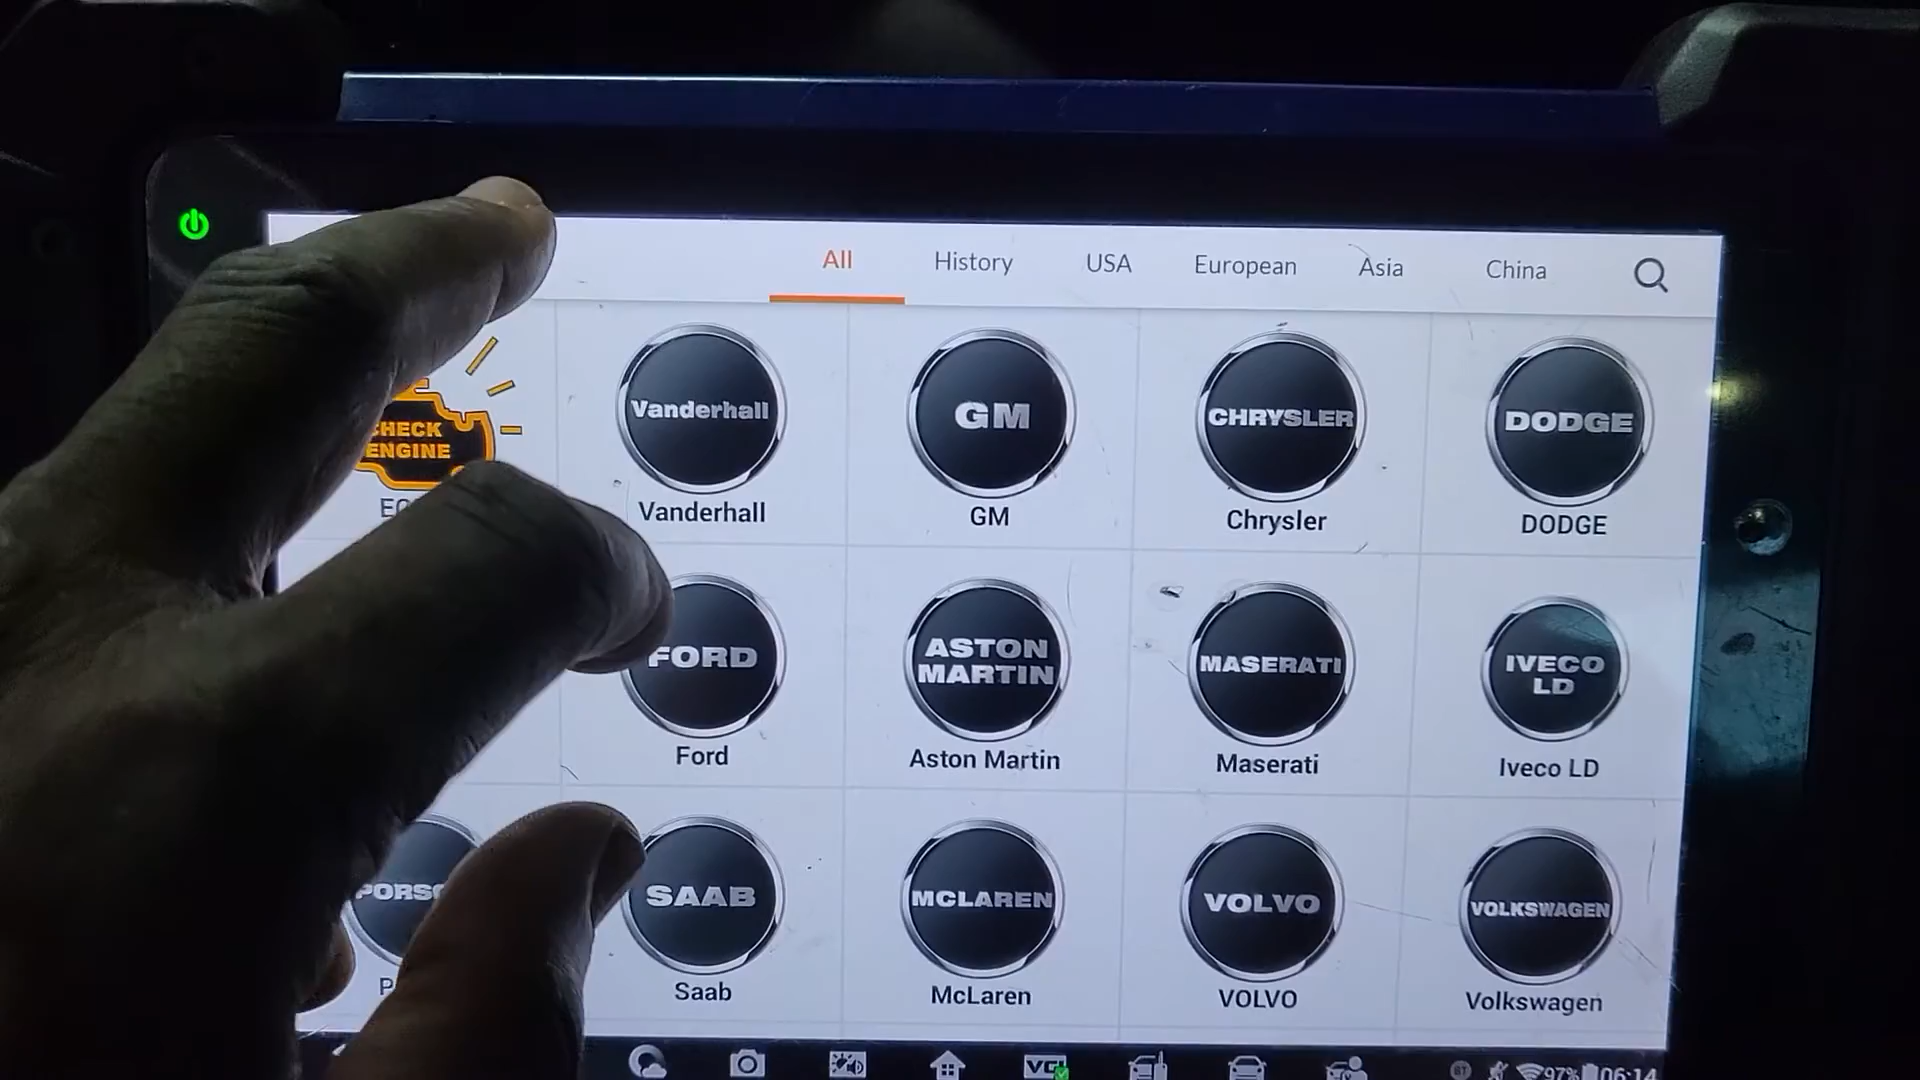 All History USA European Asia China
CHECK
ENGINE
Vanderhall
GM
CHRYSLER
DODGE
Vanderhall
GM
Chrysler
DODGE
FORD
ASTON
MARTIN
MASERATI
IVECO
LD
Ford
Aston Martin
Maserati
Iveco LD
SAAB
MCLAREN
VOLVO
VOLKSWAGEN
Saab
McLaren
VOLVO
Volkswagen
VCI
97% 06:14